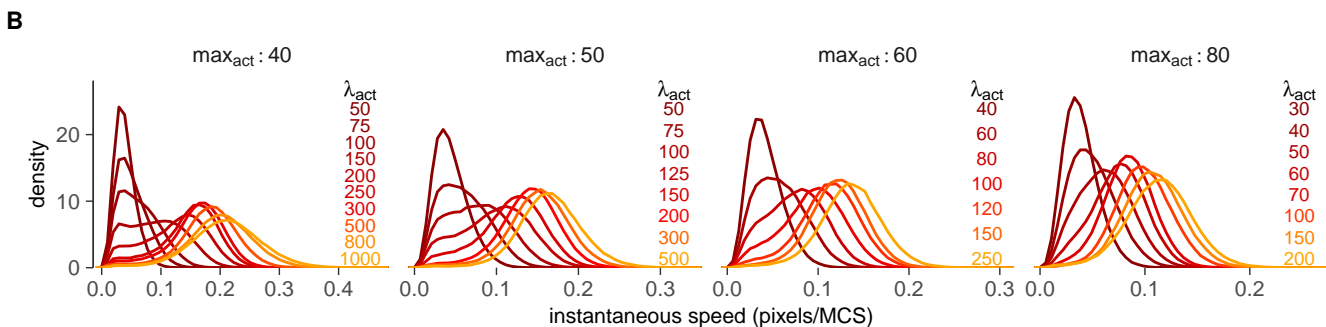 B
max_act : 40
max_act : 50
max_act : 60
max_act : 80
density
20
10
0
λ_act
50
75
100
150
200
250
300
500
800
1000
0.0 0.1 0.2 0.3 0.4
λ_act
50
75
100
125
150
200
300
500
0.0 0.1 0.2 0.3
λ_act
40
60
80
100
120
150
250
0.0 0.1 0.2 0.3
λ_act
30
40
50
60
70
100
150
200
0.0 0.1 0.2
instantaneous speed (pixels/MCS)